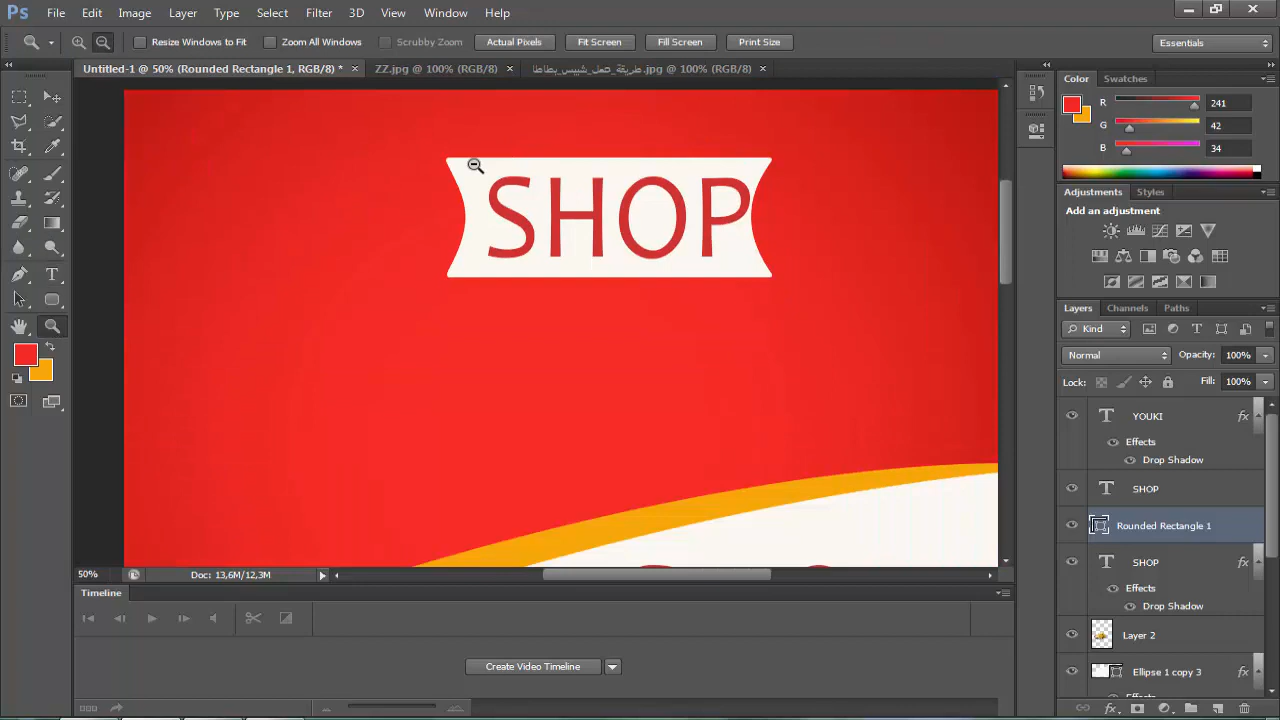 Ps File Edit Image Layer Type Select Filter 3D View Window Help
Resize Windows to Fit Zoom All Windows Scrubby Zoom Actual Pixels Fit Screen Fill Screen Print Size Essentials
Untitled-1 @ 50% (Rounded Rectangle 1, RGB/8) * × ZZ.jpg @ 100% (RGB/8) × طريقة_عمل_شيبس_بطاطا.jpg @ 100% (RGB/8) ×
Color Swatches
R 241
G 42
B 34
SHOP
Adjustments Styles
Add an adjustment
Layers Channels Paths
Kind
Normal Opacity: 100%
Lock: Fill: 100%
T YOUKI fx
Effects
Drop Shadow
T SHOP
Rounded Rectangle 1
T SHOP fx
Effects
Drop Shadow
Layer 2
Ellipse 1 copy 3 fx
Effects
50% Doc: 13,6M/12,3M
Timeline
Create Video Timeline